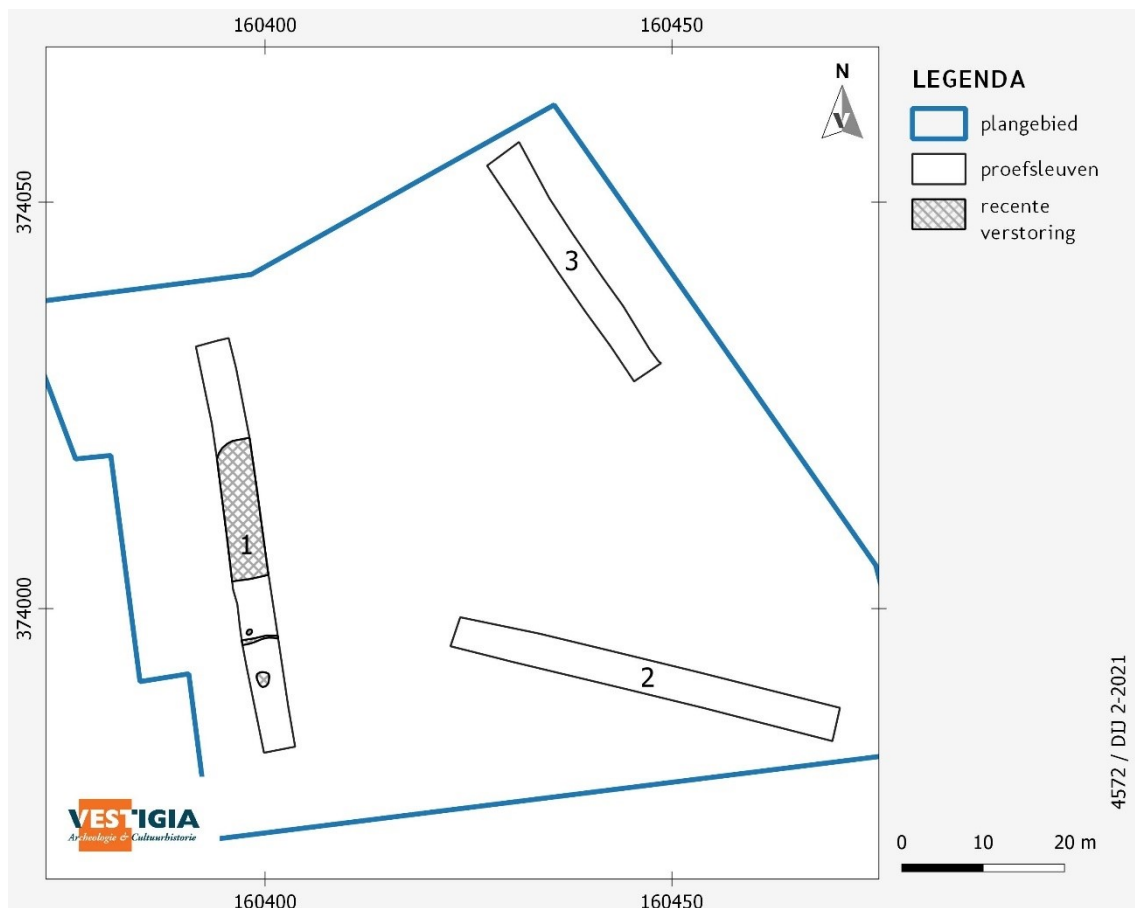 160400
160450
N
V
LEGENDA
plangebied
proefsleuven
recente
verstoring
374050
3
1
374000
2
VESTIGIA
Archeologie & Cultuurhistorie
4572 / DIJ 2-2021
0 10 20 m
160400
160450